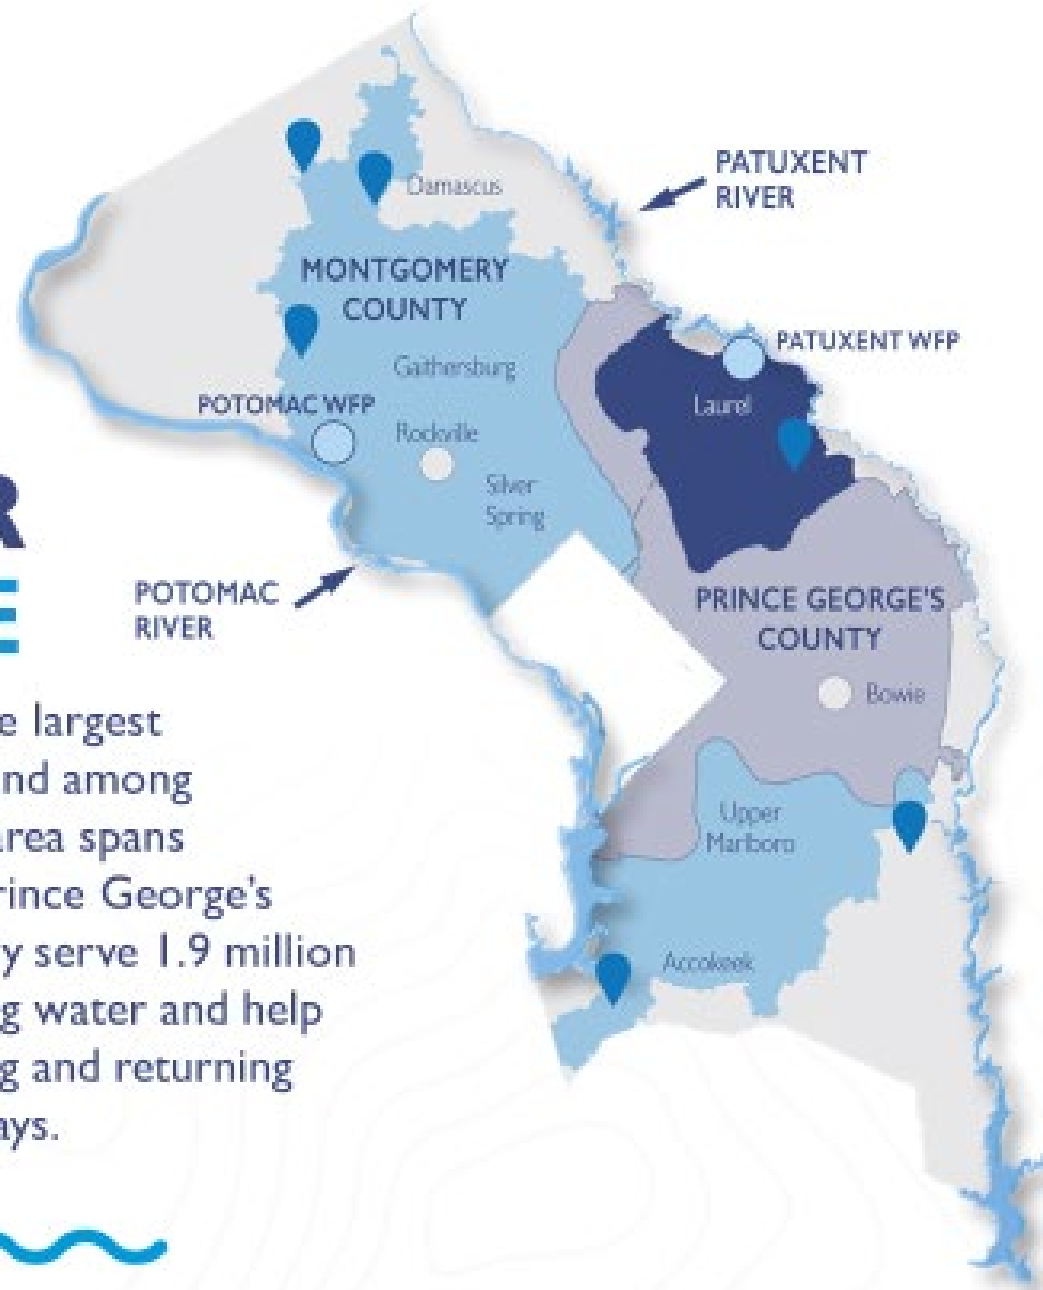 PATUXENT
RIVER
Damascus
MONTGOMERY
COUNTY
PATUXENT WFP
Gaithersburg
POTOMAC WFP
Laurel
Rockville
Silver
Spring
R
E
POTOMAC
RIVER
PRINCE GEORGE'S
COUNTY
Bowie
e largest
nd among
area spans
rince George's
y serve 1.9 million
g water and help
g and returning
ays.
Upper
Marlboro
Accokeek